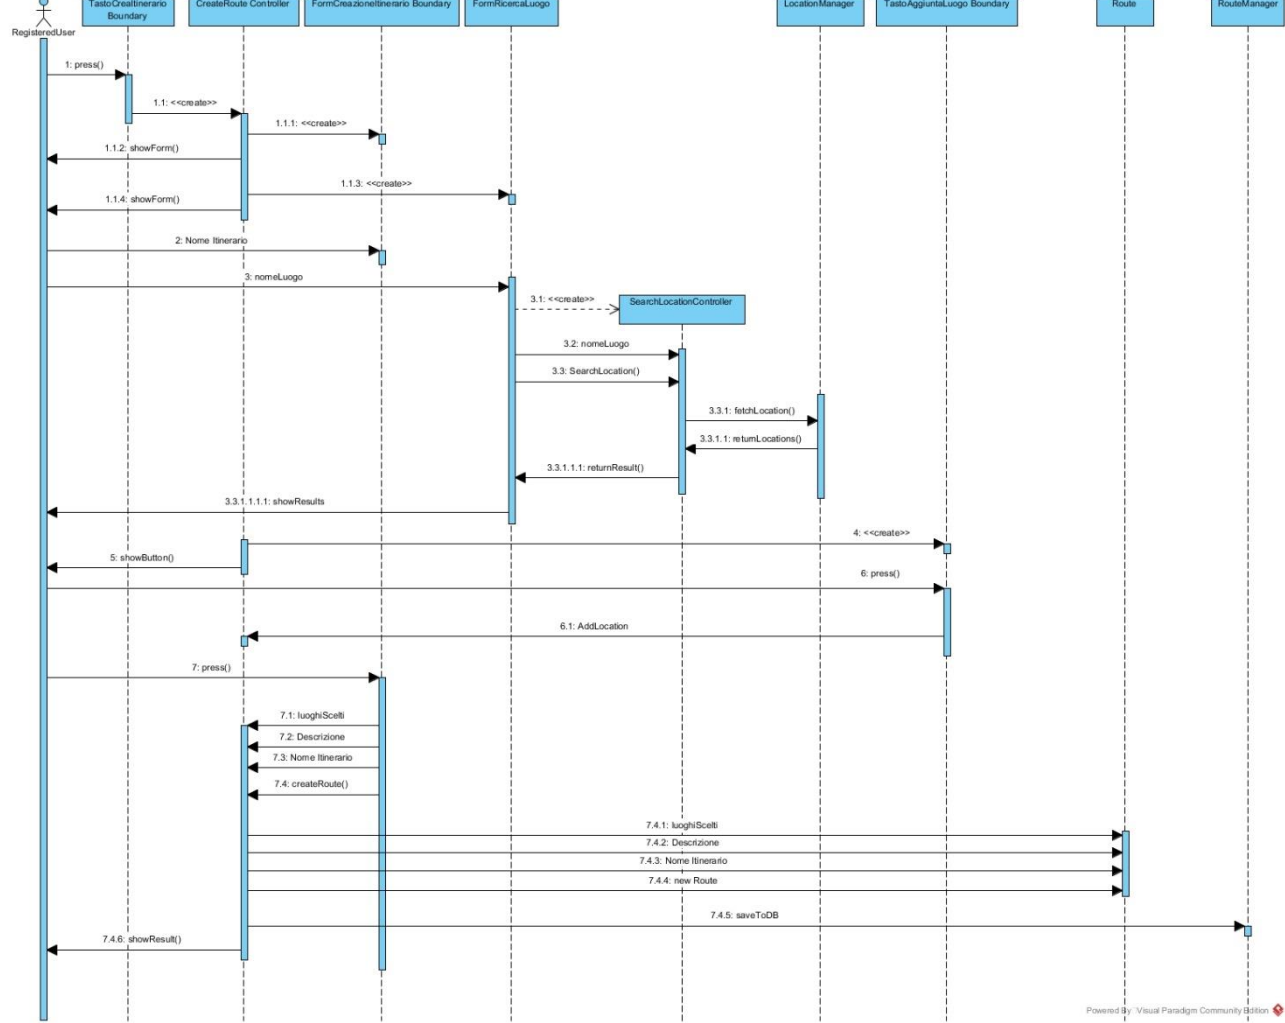 TastoCreaItinerario
Boundary
CreateRoute Controller
FormCreazioneItinerario Boundary
FormRicercaLuogo
LocationManager
TastoAggiuntaLuogo Boundary
Route
RouteManager
RegisteredUser
1: press()
1.1: <<create>>
1.1.1: <<create>>
1.1.2: showForm()
1.1.3: <<create>>
1.1.4: showForm()
2: Nome Itinerario
3: nomeLuogo
3.1: <<create>>
SearchLocationController
3.2: nomeLuogo
3.3: SearchLocation()
3.3.1: fetchLocation()
3.3.1.1: returnLocations()
3.3.1.1.1: returnResult()
3.3.1.1.1.1: showResults
4: <<create>>
5: showButton()
6: press()
6.1: AddLocation
7: press()
7.1: luoghiScelti
7.2: Descrizione
7.3: Nome Itinerario
7.4: createRoute()
7.4.1: luoghiScelti
7.4.2: Descrizione
7.4.3: Nome Itinerario
7.4.4: new Route
7.4.5: saveToDB
7.4.6: showResult()
Powered By Visual Paradigm Community Edition